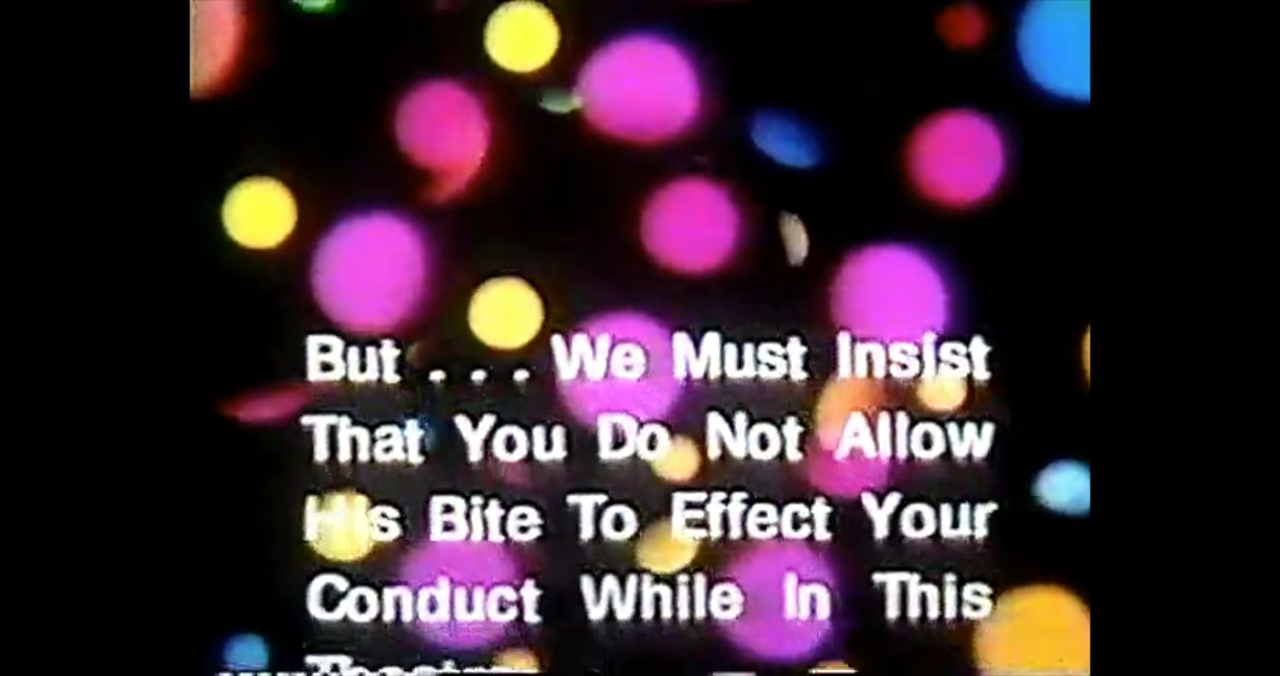 But . . . We Must Insist
That You Do Not Allow
His Bite To Effect Your
Conduct While In This